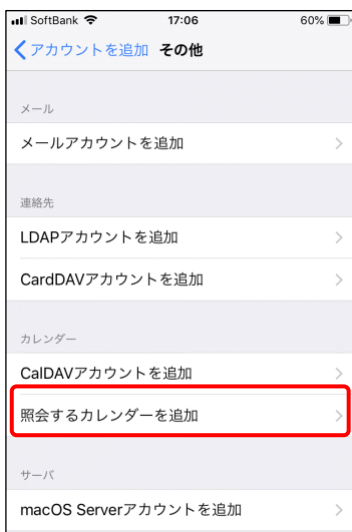 SoftBank 17:06 60%
アカウントを追加 その他
メール
メールアカウントを追加
連絡先
LDAPアカウントを追加
CardDAVアカウントを追加
カレンダー
CalDAVアカウントを追加
照会するカレンダーを追加
サーバ
macOS Serverアカウントを追加